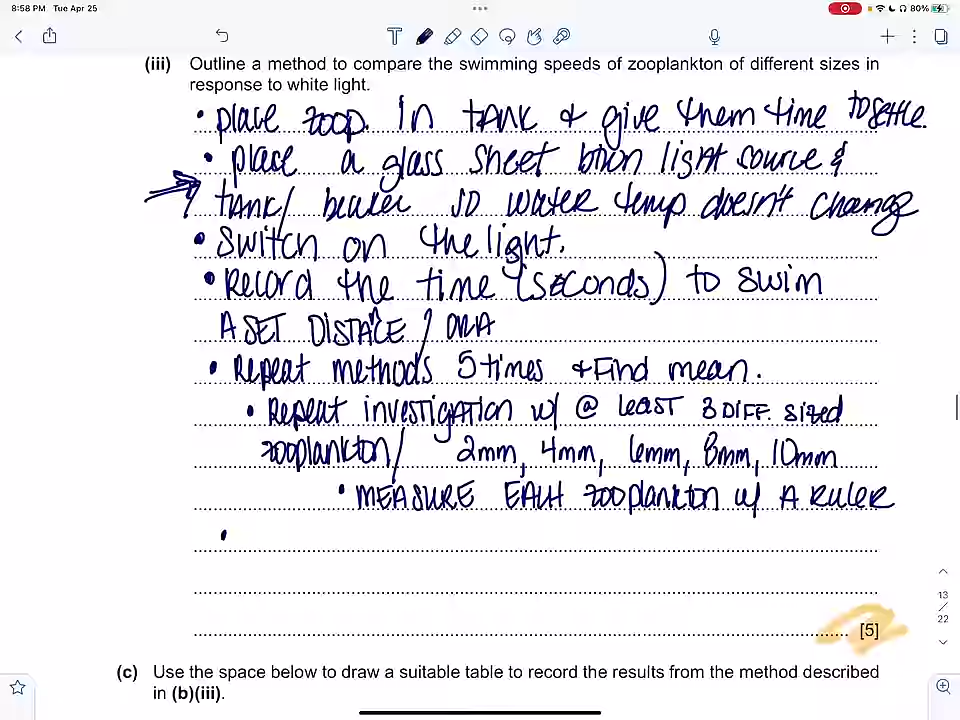 8:58 PM Tue Apr 25
80%
(iii) Outline a method to compare the swimming speeds of zooplankton of different sizes in
response to white light.
• place zoop. in tANK & give them time to settle.
• place a glass sheet btwn light source &
tANK/ beaker so water temp doesn't change
• Switch on the light.
• Record the time (seconds) to swim
A SET DISTANCE /
• Repeat methods 5 times & Find mean.
• Repeat investigation w/ @ least 3 DIFF. sized
zooplankton/ 2mm, 4mm, 6mm, 8mm, 10mm
• MEASURE EACH zooplankton w/ A RULER
•
[5]
(c) Use the space below to draw a suitable table to record the results from the method described
in (b)(iii).
13
/
22